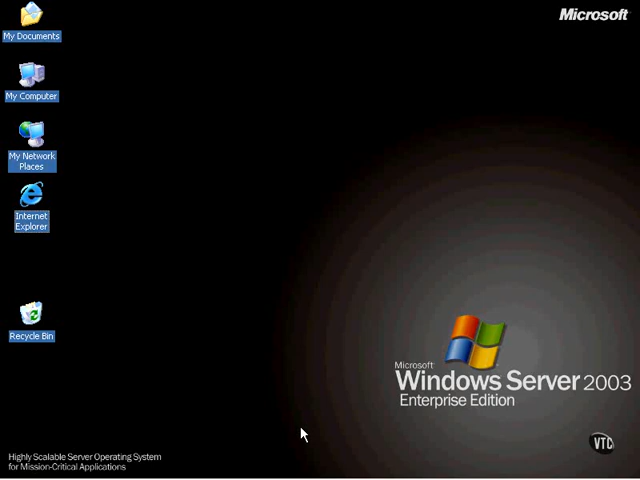 My Documents
Microsoft
My Computer
My Network
Places
Internet
Explorer
Recycle Bin
Microsoft
Windows Server 2003
Enterprise Edition
VTC
Highly Scalable Server Operating System
for Mission-Critical Applications